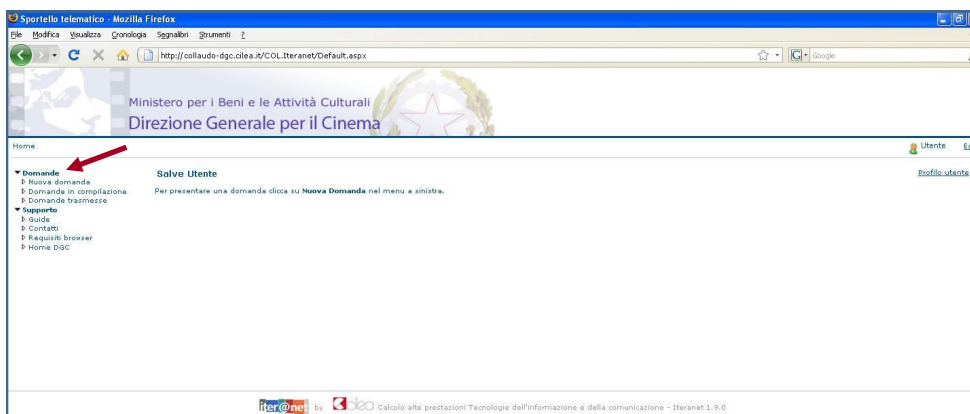 Sportello telematico - Mozilla Firefox
File Modifica Visualizza Cronologia Segnalibri Strumenti ?
http://collaudo-dgc.cilea.it/COL.Iteranet/Default.aspx
Google
Ministero per i Beni e le Attività Culturali
Direzione Generale per il Cinema
Home
Utente
Domande
Nuova domanda
Domande in compilazione
Domande trasmesse
Supporto
Guide
Contatti
Requisiti browser
Home DGC
Salve Utente
Per presentare una domanda clicca su Nuova Domanda nel menu a sinistra.
Profilo utente
iter@net by cilea Calcolo alte prestazioni Tecnologie dell'informazione e della comunicazione - Iteranet 1.9.0